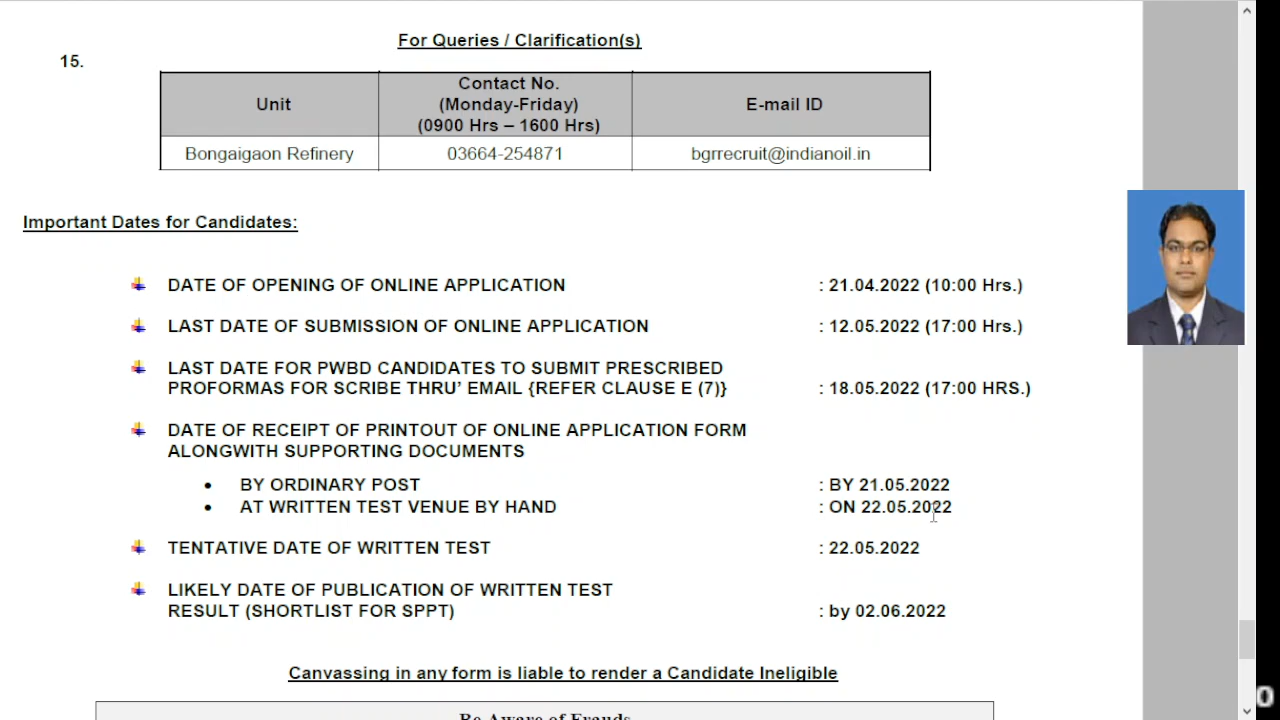 For Queries / Clarification(s)
15.
Unit
Contact No.
(Monday-Friday)
(0900 Hrs – 1600 Hrs)
E-mail ID
Bongaigaon Refinery 03664-254871 bgrrecruit@indianoil.in
Important Dates for Candidates:
DATE OF OPENING OF ONLINE APPLICATION : 21.04.2022 (10:00 Hrs.)
LAST DATE OF SUBMISSION OF ONLINE APPLICATION : 12.05.2022 (17:00 Hrs.)
LAST DATE FOR PWBD CANDIDATES TO SUBMIT PRESCRIBED
PROFORMAS FOR SCRIBE THRU’ EMAIL {REFER CLAUSE E (7)} : 18.05.2022 (17:00 HRS.)
DATE OF RECEIPT OF PRINTOUT OF ONLINE APPLICATION FORM
ALONGWITH SUPPORTING DOCUMENTS
• BY ORDINARY POST : BY 21.05.2022
• AT WRITTEN TEST VENUE BY HAND : ON 22.05.2022
TENTATIVE DATE OF WRITTEN TEST : 22.05.2022
LIKELY DATE OF PUBLICATION OF WRITTEN TEST
RESULT (SHORTLIST FOR SPPT) : by 02.06.2022
Canvassing in any form is liable to render a Candidate Ineligible
Be Aware of Frauds